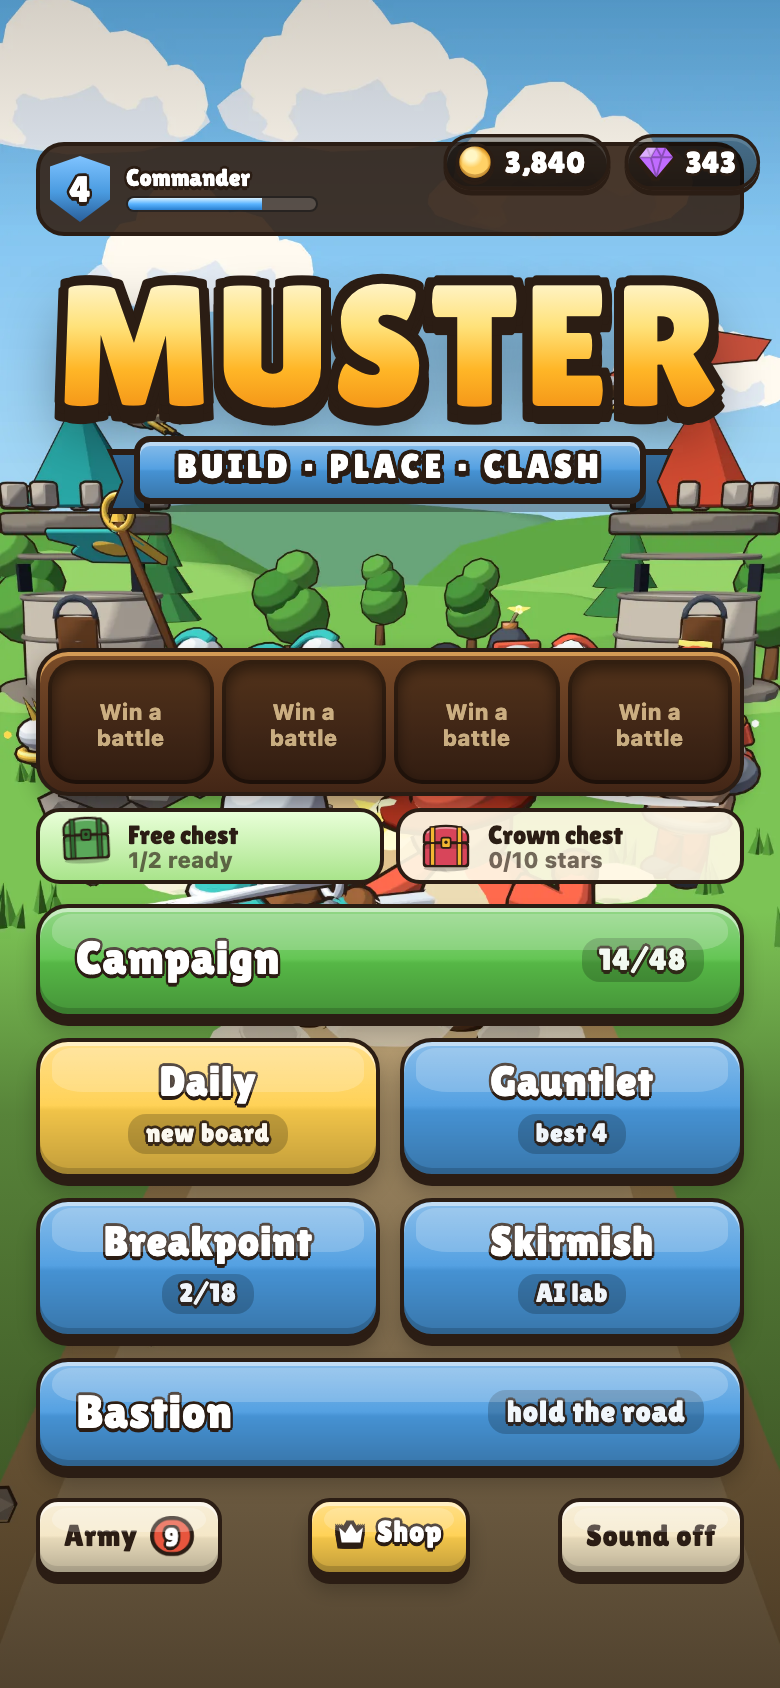 4
Commander
3,840
343
MUSTER
BUILD · PLACE · CLASH
Win a
battle
Win a
battle
Win a
battle
Win a
battle
Free chest
1/2 ready
Crown chest
0/10 stars
Campaign
14/48
Daily
new board
Gauntlet
best 4
Breakpoint
2/18
Skirmish
AI lab
Bastion
hold the road
Army 9
Shop
Sound off